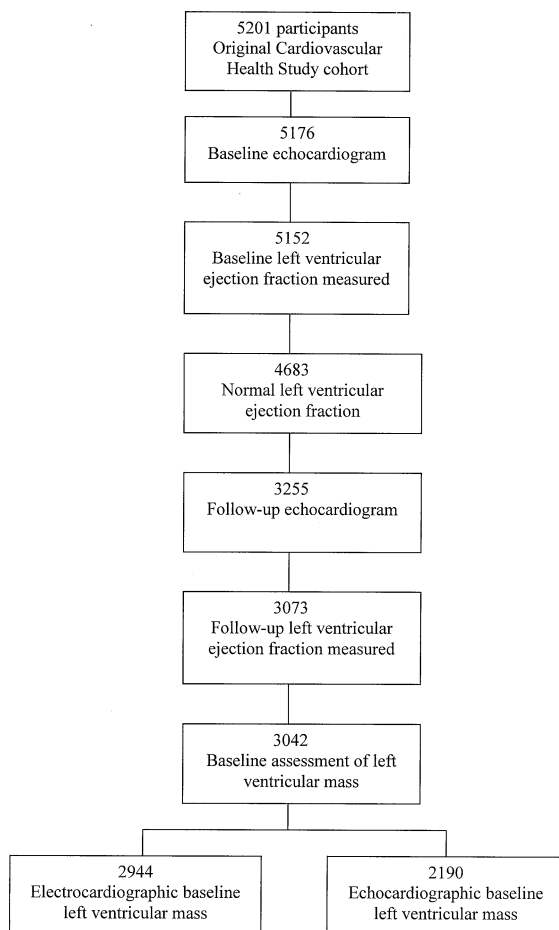 5201 participants
Original Cardiovascular
Health Study cohort
5176
Baseline echocardiogram
5152
Baseline left ventricular
ejection fraction measured
4683
Normal left ventricular
ejection fraction
3255
Follow-up echocardiogram
3073
Follow-up left ventricular
ejection fraction measured
3042
Baseline assessment of left
ventricular mass
2944
Electrocardiographic baseline
left ventricular mass
2190
Echocardiographic baseline
left ventricular mass